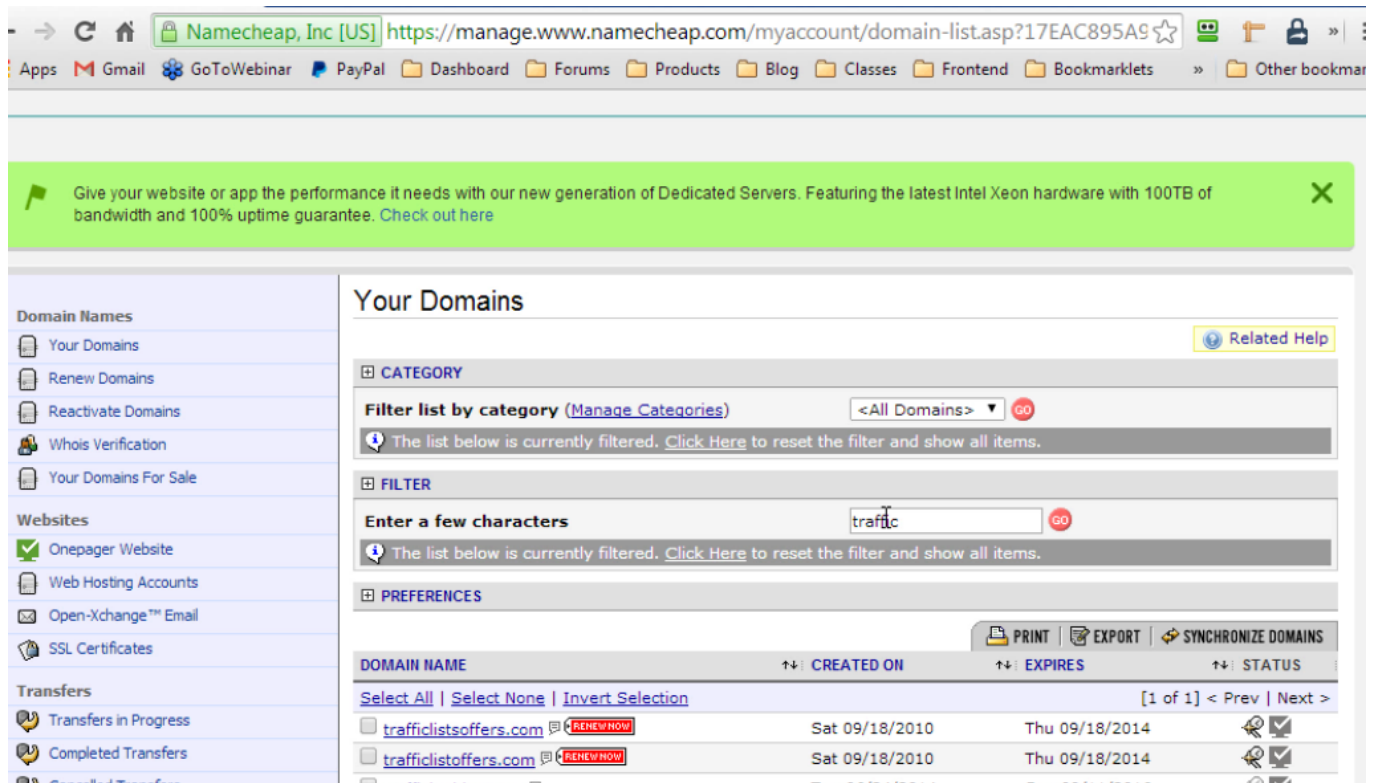 Namecheap, Inc [US] https://manage.www.namecheap.com/myaccount/domain-list.asp?17EAC895A9
Apps Gmail GoToWebinar PayPal Dashboard Forums Products Blog Classes Frontend Bookmarklets » Other bookmar
Give your website or app the performance it needs with our new generation of Dedicated Servers. Featuring the latest Intel Xeon hardware with 100TB of
bandwidth and 100% uptime guarantee. Check out here
Domain Names
Your Domains
Renew Domains
Reactivate Domains
Whois Verification
Your Domains For Sale
Websites
Onepager Website
Web Hosting Accounts
Open-Xchange™ Email
SSL Certificates
Transfers
Transfers in Progress
Completed Transfers
Your Domains
Related Help
CATEGORY
Filter list by category (Manage Categories) <All Domains> GO
The list below is currently filtered. Click Here to reset the filter and show all items.
FILTER
Enter a few characters traffic GO
The list below is currently filtered. Click Here to reset the filter and show all items.
PREFERENCES
PRINT | EXPORT | SYNCHRONIZE DOMAINS
DOMAIN NAME CREATED ON EXPIRES STATUS
Select All | Select None | Invert Selection [1 of 1] < Prev | Next >
trafficlistsoffers.com RENEW NOW Sat 09/18/2010 Thu 09/18/2014
trafficlistoffers.com RENEW NOW Sat 09/18/2010 Thu 09/18/2014